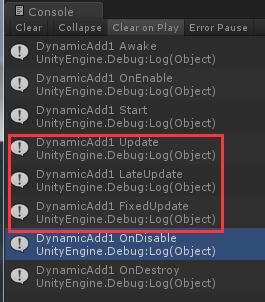 Console
Clear Collapse Clear on Play Error Pause
DynamicAdd1 Awake
UnityEngine.Debug:Log(Object)
DynamicAdd1 OnEnable
UnityEngine.Debug:Log(Object)
DynamicAdd1 Start
UnityEngine.Debug:Log(Object)
DynamicAdd1 Update
UnityEngine.Debug:Log(Object)
DynamicAdd1 LateUpdate
UnityEngine.Debug:Log(Object)
DynamicAdd1 FixedUpdate
UnityEngine.Debug:Log(Object)
DynamicAdd1 OnDisable
UnityEngine.Debug:Log(Object)
DynamicAdd1 OnDestroy
UnityEngine.Debug:Log(Object)